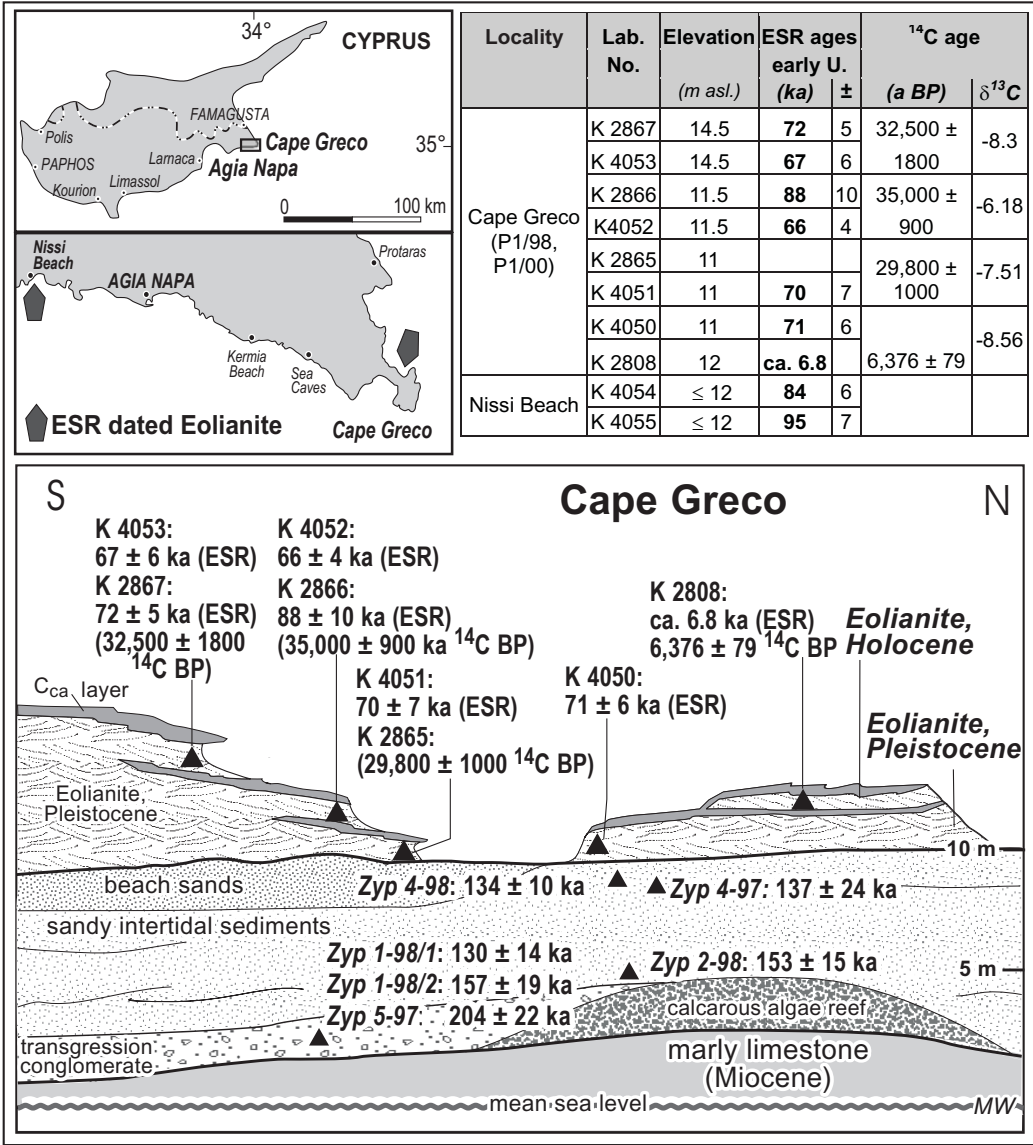 34°
CYPRUS
FAMAGUSTA
Polis
Cape Greco
35°
PAPHOS
Larnaca
Agia Napa
Kourion
Limassol
0 100 km
Nissi
Beach
Protaras
AGIA NAPA
Kermia
Beach
Sea
Caves
ESR dated Eolianite
Cape Greco
Locality Lab. No. Elevation (m asl.) ESR ages early U. (ka) ± ¹⁴C age (a BP) δ¹³C
Cape Greco
(P1/98,
P1/00)
K 2867 14.5 72 5 32,500 ±
K 4053 14.5 67 6 1800 -8.3
K 2866 11.5 88 10 35,000 ±
K4052 11.5 66 4 900 -6.18
K 2865 11 29,800 ±
K 4051 11 70 7 1000 -7.51
K 4050 11 71 6
K 2808 12 ca. 6.8 6,376 ± 79 -8.56
Nissi Beach
K 4054 ≤ 12 84 6
K 4055 ≤ 12 95 7
S Cape Greco N
K 4053:
67 ± 6 ka (ESR)
K 2867:
72 ± 5 ka (ESR)
(32,500 ± 1800
¹⁴C BP)
K 4052:
66 ± 4 ka (ESR)
K 2866:
88 ± 10 ka (ESR)
(35,000 ± 900 ka ¹⁴C BP)
K 4051:
70 ± 7 ka (ESR)
K 2865:
(29,800 ± 1000 ¹⁴C BP)
K 4050:
71 ± 6 ka (ESR)
K 2808:
ca. 6.8 ka (ESR)
6,376 ± 79 ¹⁴C BP
Eolianite,
Holocene
Eolianite,
Pleistocene
Cca layer
Eolianite,
Pleistocene
10 m
beach sands
Zyp 4-98: 134 ± 10 ka
Zyp 4-97: 137 ± 24 ka
sandy intertidal sediments
Zyp 1-98/1: 130 ± 14 ka
Zyp 1-98/2: 157 ± 19 ka
Zyp 5-97: 204 ± 22 ka
Zyp 2-98: 153 ± 15 ka
5 m
calcarous algae reef
transgression
conglomerate
marly limestone
(Miocene)
mean sea level
MW